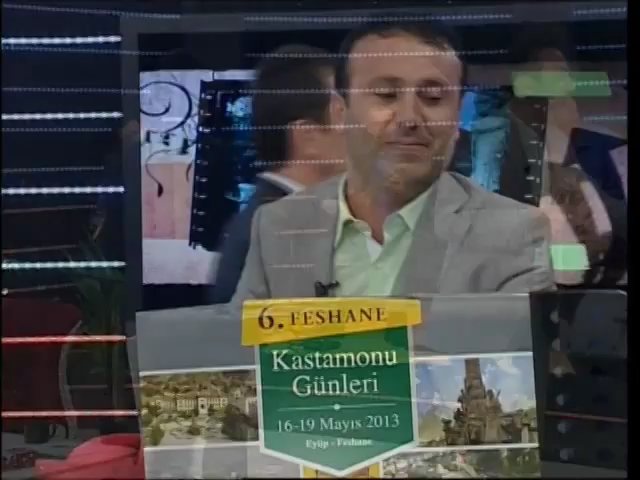 6. FESHANE
Kastamonu
Günleri
16-19 Mayıs 2013
Eyüp - Feshane